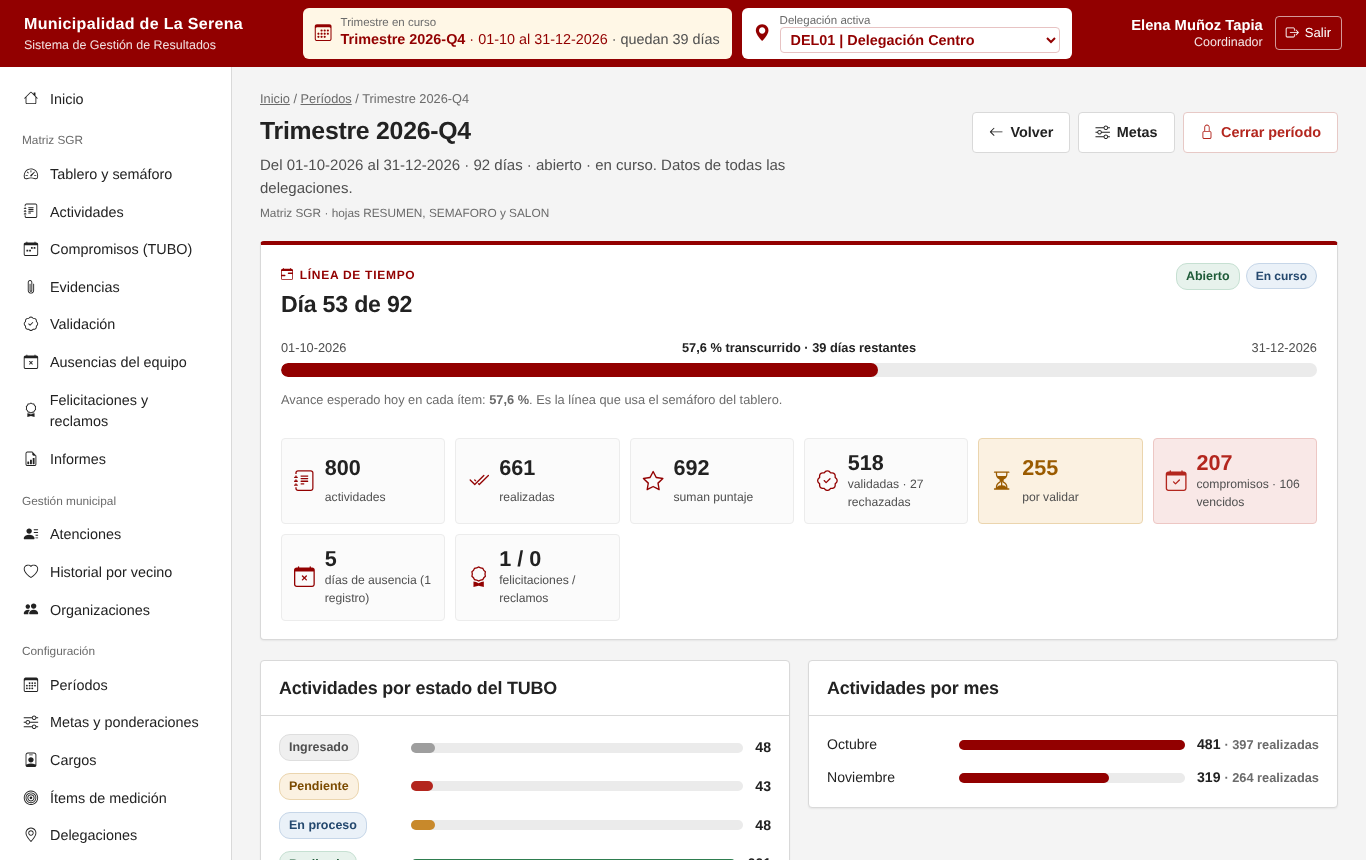 Municipalidad de La Serena
Sistema de Gestión de Resultados
Trimestre en curso
Trimestre 2026-Q4 · 01-10 al 31-12-2026 · quedan 39 días
Delegación activa
DEL01 | Delegación Centro
Elena Muñoz Tapia
Coordinador
Salir
Inicio
Matriz SGR
Tablero y semáforo
Actividades
Compromisos (TUBO)
Evidencias
Validación
Ausencias del equipo
Felicitaciones y
reclamos
Informes
Gestión municipal
Atenciones
Historial por vecino
Organizaciones
Configuración
Períodos
Metas y ponderaciones
Cargos
Ítems de medición
Delegaciones
Inicio / Períodos / Trimestre 2026-Q4
Trimestre 2026-Q4
Del 01-10-2026 al 31-12-2026 · 92 días · abierto · en curso. Datos de todas las
delegaciones.
Matriz SGR · hojas RESUMEN, SEMAFORO y SALON
Volver
Metas
Cerrar período
LÍNEA DE TIEMPO
Día 53 de 92
Abierto
En curso
01-10-2026
57,6 % transcurrido · 39 días restantes
31-12-2026
Avance esperado hoy en cada ítem: 57,6 %. Es la línea que usa el semáforo del tablero.
800
actividades
661
realizadas
692
suman puntaje
518
validadas · 27
rechazadas
255
por validar
207
compromisos · 106
vencidos
5
días de ausencia (1
registro)
1 / 0
felicitaciones /
reclamos
Actividades por estado del TUBO
Ingresado 48
Pendiente 43
En proceso 48
Actividades por mes
Octubre 481 · 397 realizadas
Noviembre 319 · 264 realizadas